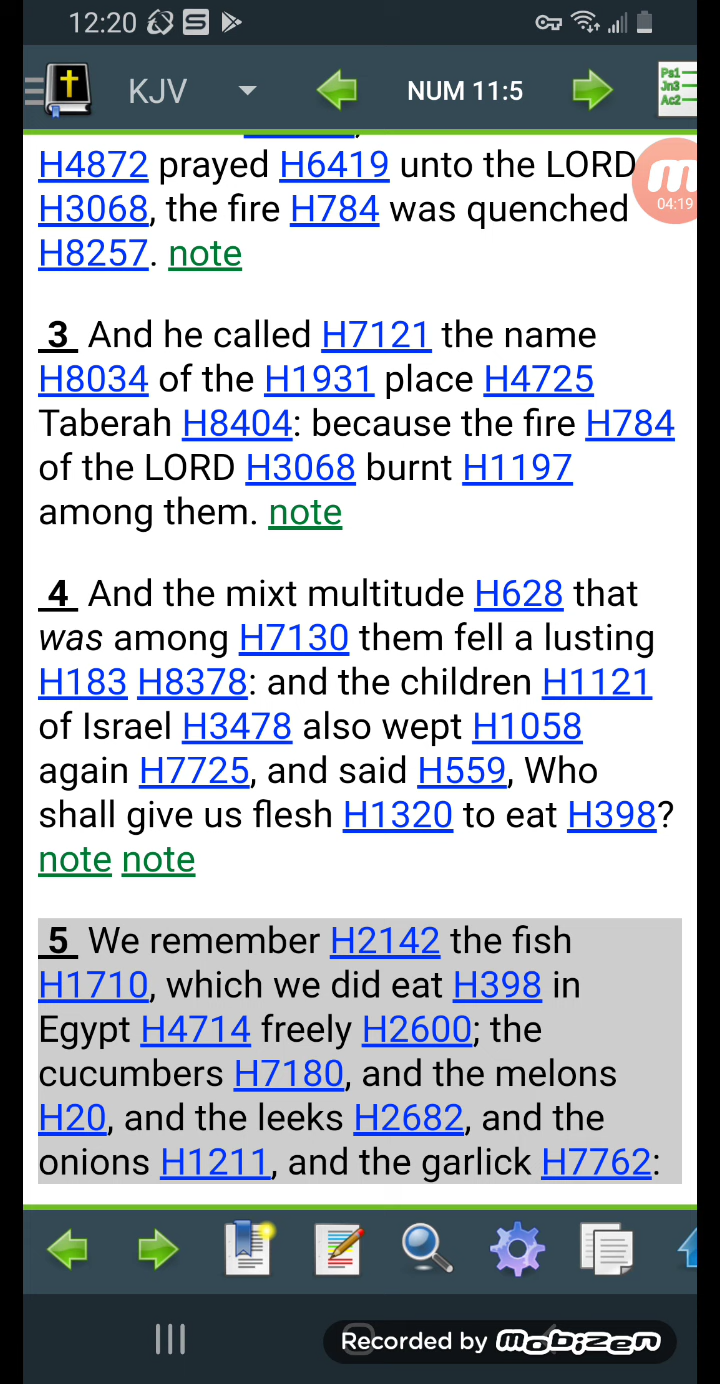 12:20
KJV
NUM 11:5
Ps1
Jn3
Ac2
04:19
H4872 prayed H6419 unto the LORD
H3068, the fire H784 was quenched
H8257. note
3 And he called H7121 the name
H8034 of the H1931 place H4725
Taberah H8404: because the fire H784
of the LORD H3068 burnt H1197
among them. note
4 And the mixt multitude H628 that
was among H7130 them fell a lusting
H183 H8378: and the children H1121
of Israel H3478 also wept H1058
again H7725, and said H559, Who
shall give us flesh H1320 to eat H398?
note note
5 We remember H2142 the fish
H1710, which we did eat H398 in
Egypt H4714 freely H2600; the
cucumbers H7180, and the melons
H20, and the leeks H2682, and the
onions H1211, and the garlick H7762:
Recorded by Mobizen